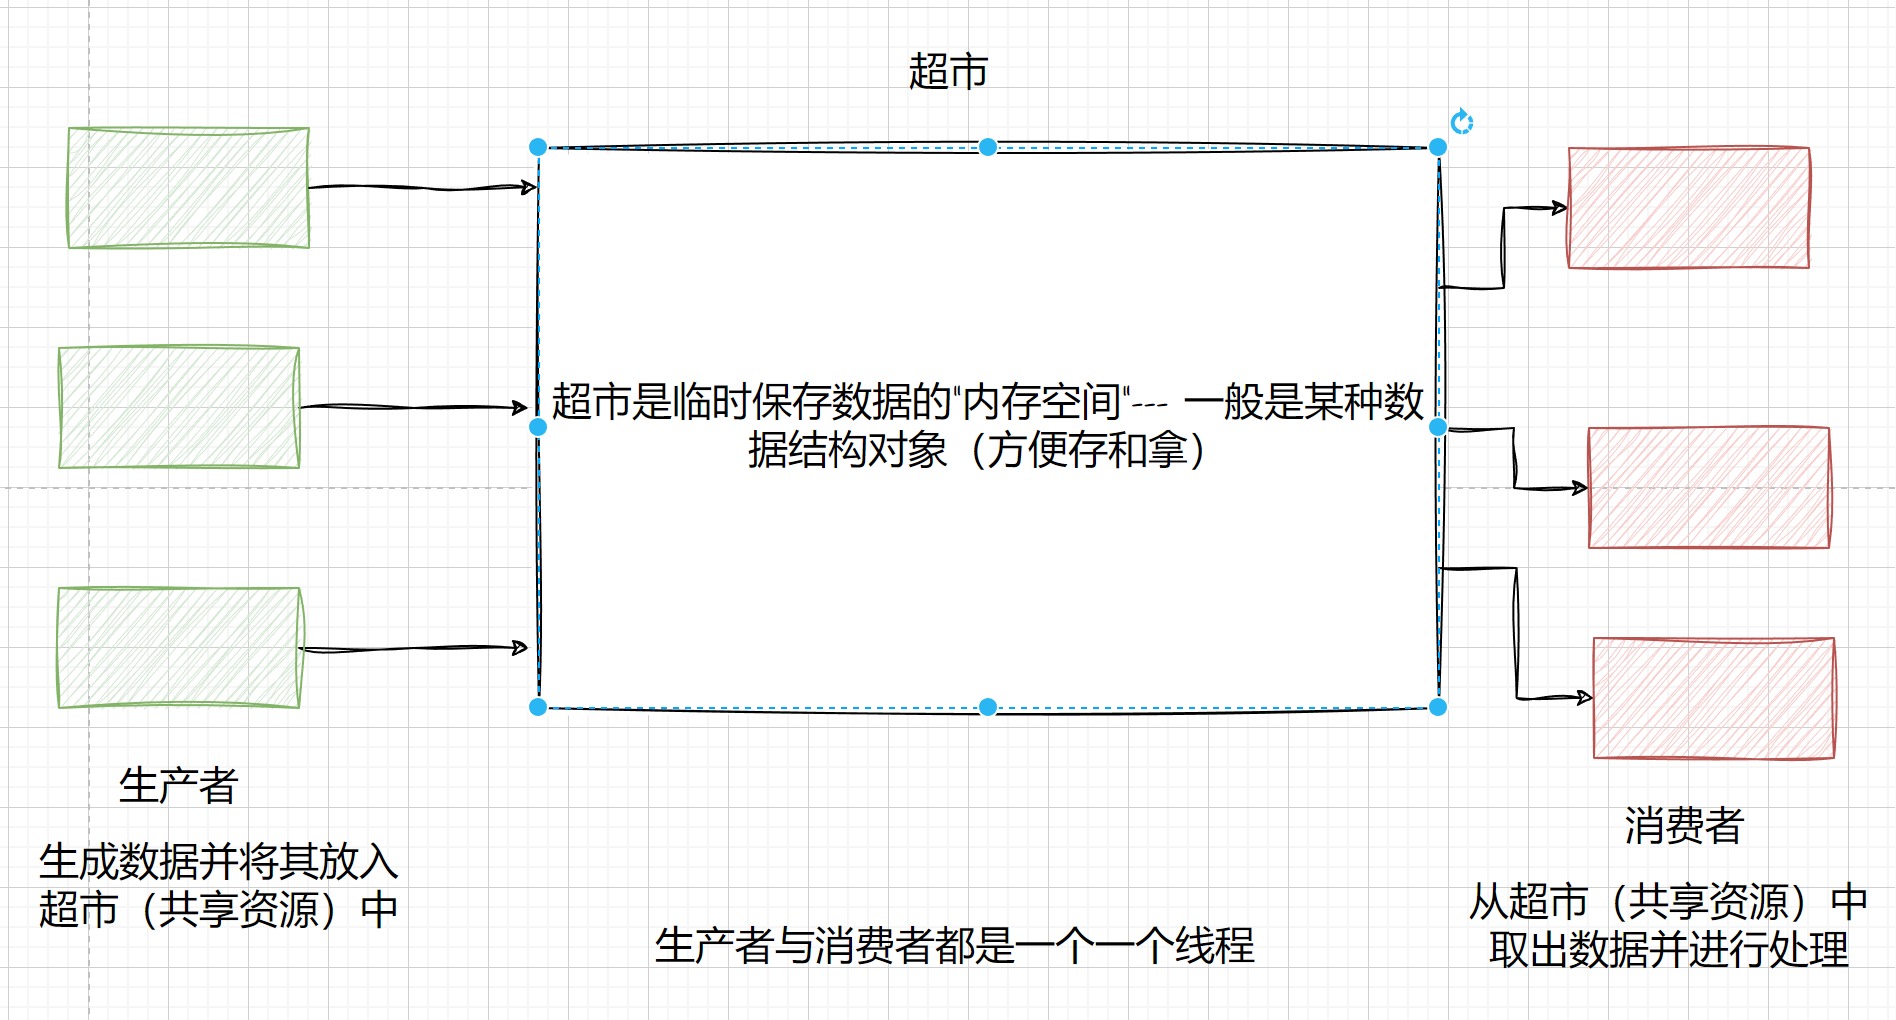 超市
超市是临时保存数据的"内存空间"--- 一般是某种数
据结构对象（方便存和拿）
生产者
生成数据并将其放入
超市（共享资源）中
生产者与消费者都是一个一个线程
消费者
从超市（共享资源）中
取出数据并进行处理